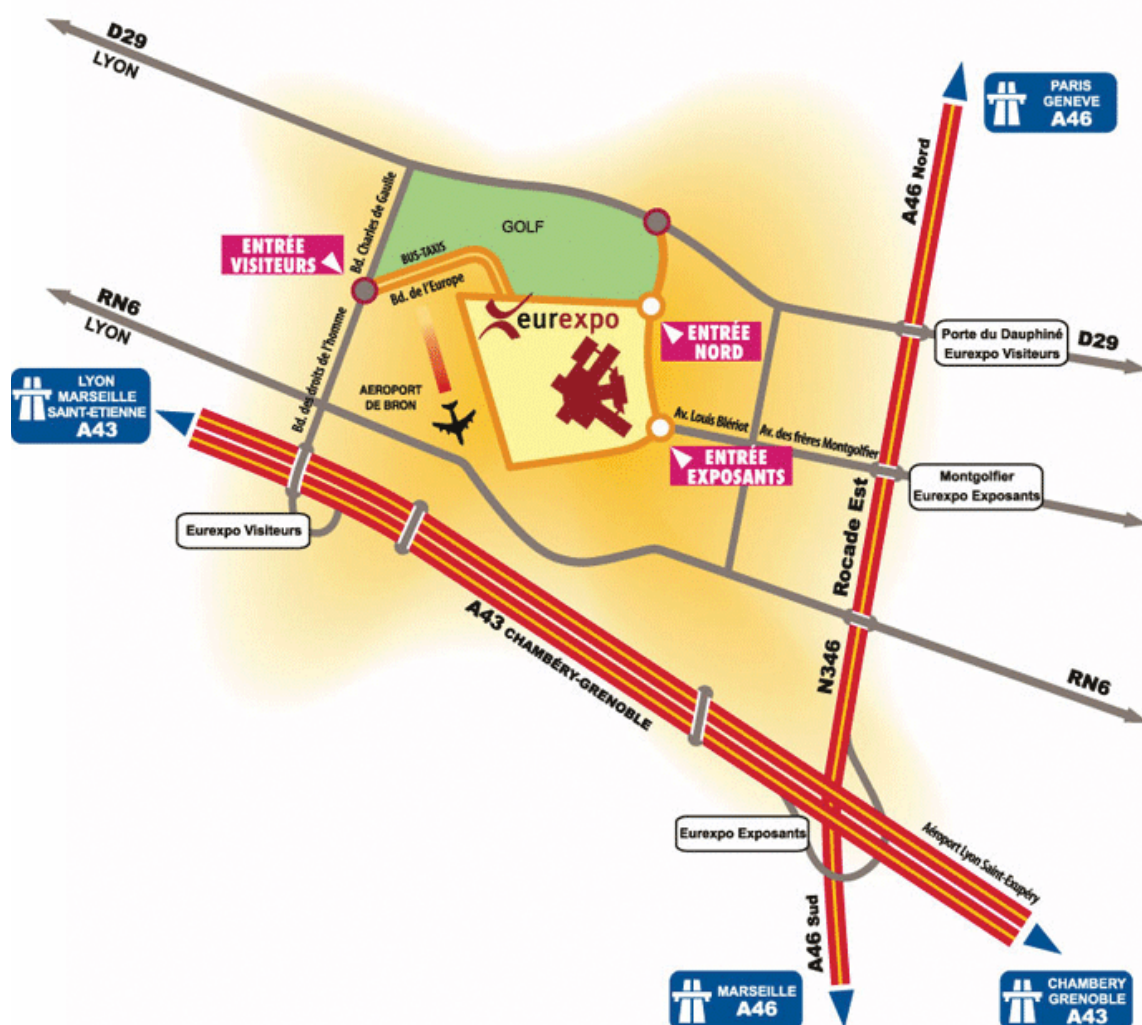 D29
LYON
PARIS
GENEVE
A46
A46 Nord
Bd. Charles de Gaulle
GOLF
ENTRÉE
VISITEURS
BUS-TAXIS
Bd. de l'Europe
RN6
LYON
eurexpo
ENTRÉE
NORD
Porte du Dauphiné
Eurexpo Visiteurs
D29
LYON
MARSEILLE
SAINT-ETIENNE
A43
Bd. des droits de l'homme
AEROPORT
DE BRON
Av. Louis Blériot
Av. des frères Montgolfier
ENTRÉE
EXPOSANTS
Montgolfier
Eurexpo Exposants
Eurexpo Visiteurs
Rocade Est
A43 CHAMBÉRY-GRENOBLE
N346
RN6
Eurexpo Exposants
Aéroport Lyon Saint-Exupéry
A46 Sud
MARSEILLE
A46
CHAMBERY
GRENOBLE
A43